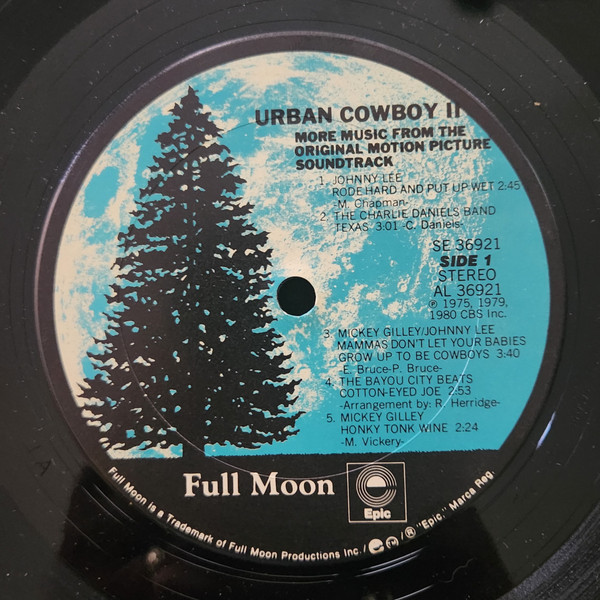 URBAN COWBOY II
MORE MUSIC FROM THE
ORIGINAL MOTION PICTURE
SOUNDTRACK
1. JOHNNY LEE
RODE HARD AND PUT UP WET 2:45
-M. Chapman-
2. THE CHARLIE DANIELS BAND
TEXAS 3:01 -C. Daniels-
SE 36921
SIDE 1
STEREO
AL 36921
℗ 1975, 1979,
1980 CBS Inc.
3. MICKEY GILLEY/JOHNNY LEE
MAMMAS DON'T LET YOUR BABIES
GROW UP TO BE COWBOYS 3:40
-E. Bruce-P. Bruce-
4. THE BAYOU CITY BEATS
COTTON-EYED JOE 2:53
-Arrangement by: R. Herridge-
5. MICKEY GILLEY
HONKY TONK WINE 2:24
-M. Vickery-
Full Moon
Epic
Full Moon is a Trademark of Full Moon Productions Inc./ e ™/® "Epic," Marca Reg.
A